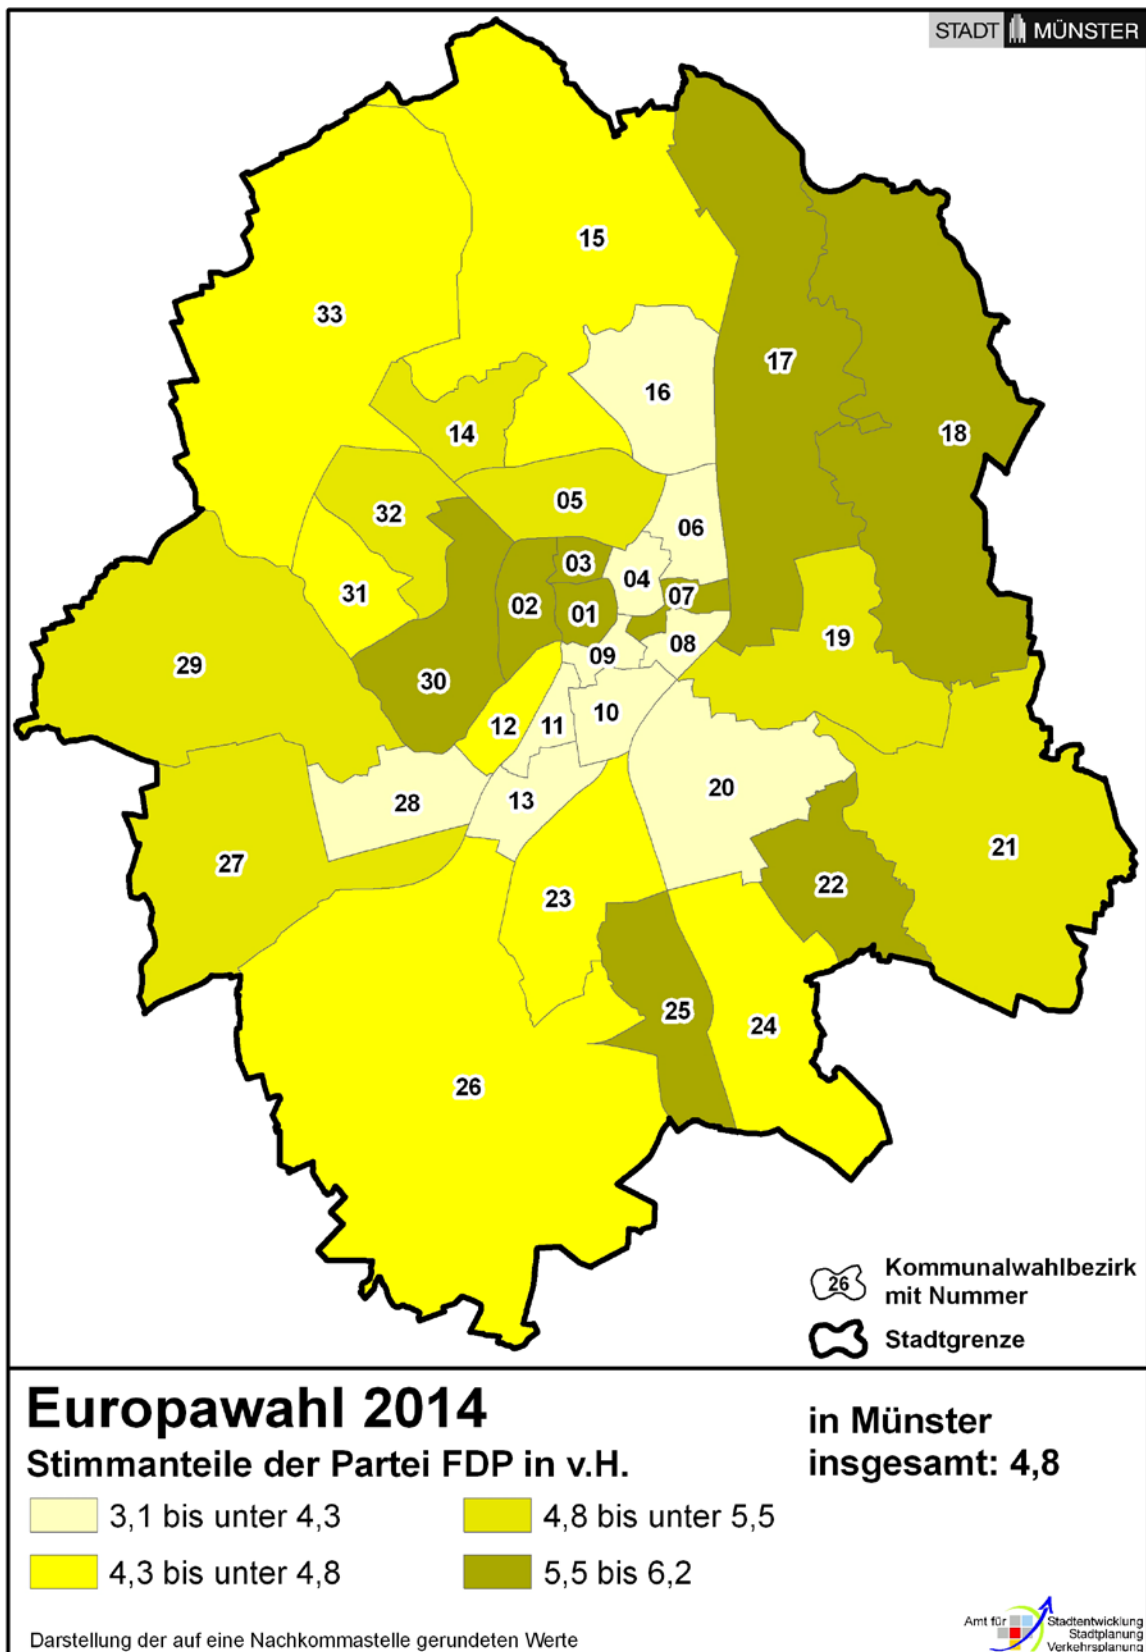 STADT MÜNSTER
15
33
17
16
18
14
05
32
06
03
04
07
31
02
01
19
08
29
09
30
10
12
11
20
28
13
21
27
22
23
25
24
26
26
Kommunalwahlbezirk
mit Nummer
Stadtgrenze
Europawahl 2014
Stimmanteile der Partei FDP in v.H.
in Münster
insgesamt: 4,8
3,1 bis unter 4,3
4,8 bis unter 5,5
4,3 bis unter 4,8
5,5 bis 6,2
Darstellung der auf eine Nachkommastelle gerundeten Werte
Amt für Stadtentwicklung
Stadtplanung
Verkehrsplanung